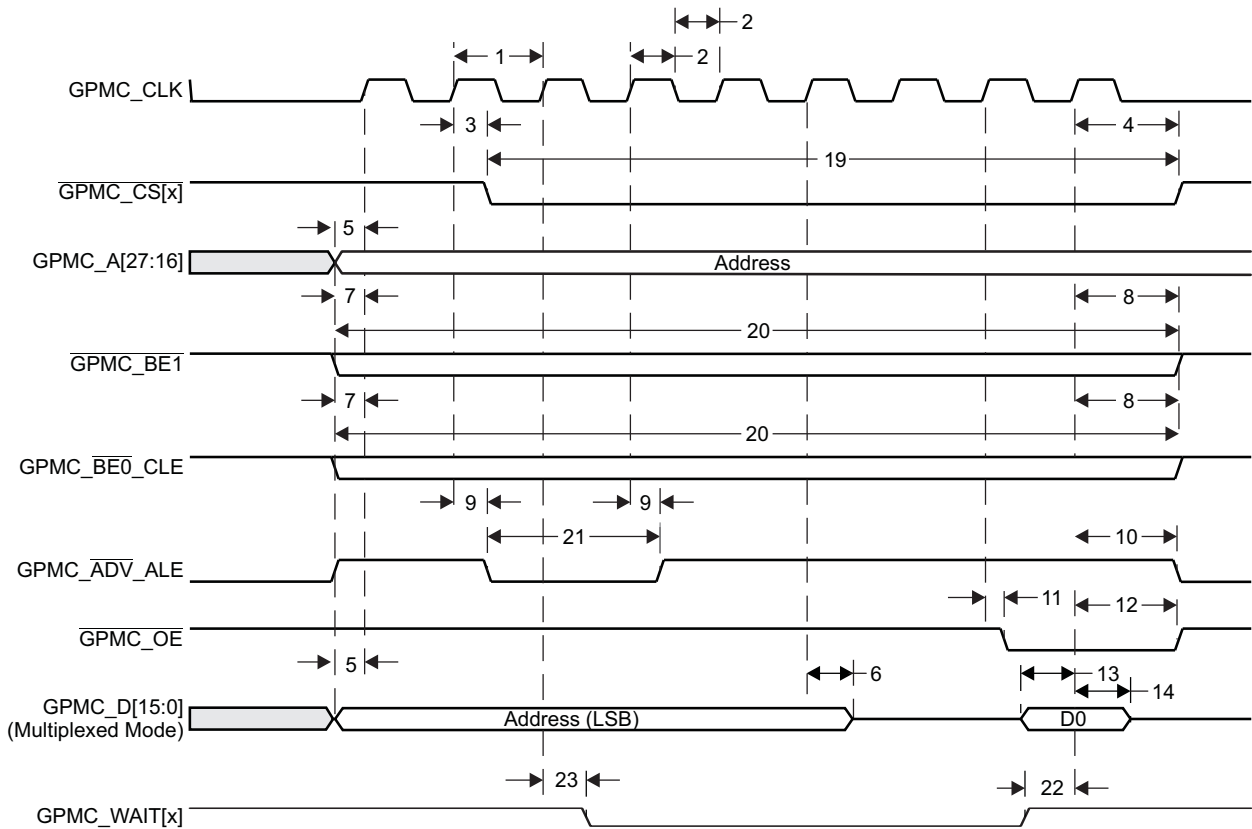 2
1
2
GPMC_CLK
3
4
19
GPMC_CS[x]
5
GPMC_A[27:16]
Address
7
8
20
GPMC_BE1
7
8
20
GPMC_BE0_CLE
9
9
21
10
GPMC_ADV_ALE
11
12
GPMC_OE
5
6
13
14
GPMC_D[15:0]
(Multiplexed Mode)
Address (LSB)
D0
23
22
GPMC_WAIT[x]